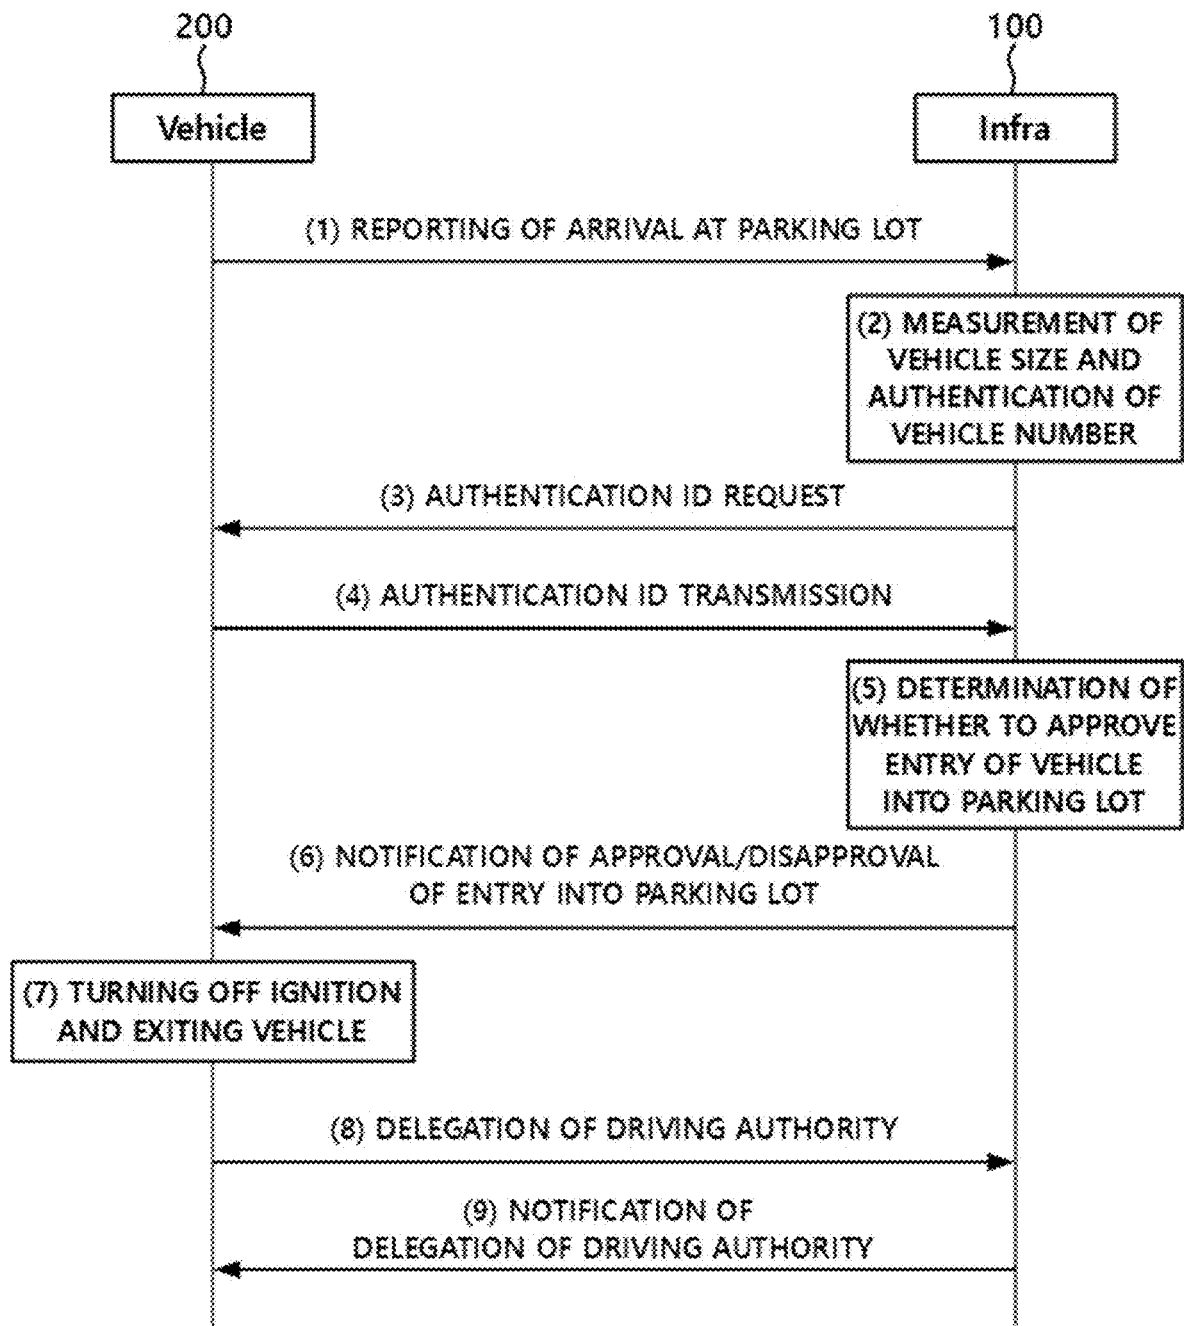 200
100
Vehicle
Infra
(1) REPORTING OF ARRIVAL AT PARKING LOT
(2) MEASUREMENT OF
VEHICLE SIZE AND
AUTHENTICATION OF
VEHICLE NUMBER
(3) AUTHENTICATION ID REQUEST
(4) AUTHENTICATION ID TRANSMISSION
(5) DETERMINATION OF
WHETHER TO APPROVE
ENTRY OF VEHICLE
INTO PARKING LOT
(6) NOTIFICATION OF APPROVAL/DISAPPROVAL
OF ENTRY INTO PARKING LOT
(7) TURNING OFF IGNITION
AND EXITING VEHICLE
(8) DELEGATION OF DRIVING AUTHORITY
(9) NOTIFICATION OF
DELEGATION OF DRIVING AUTHORITY